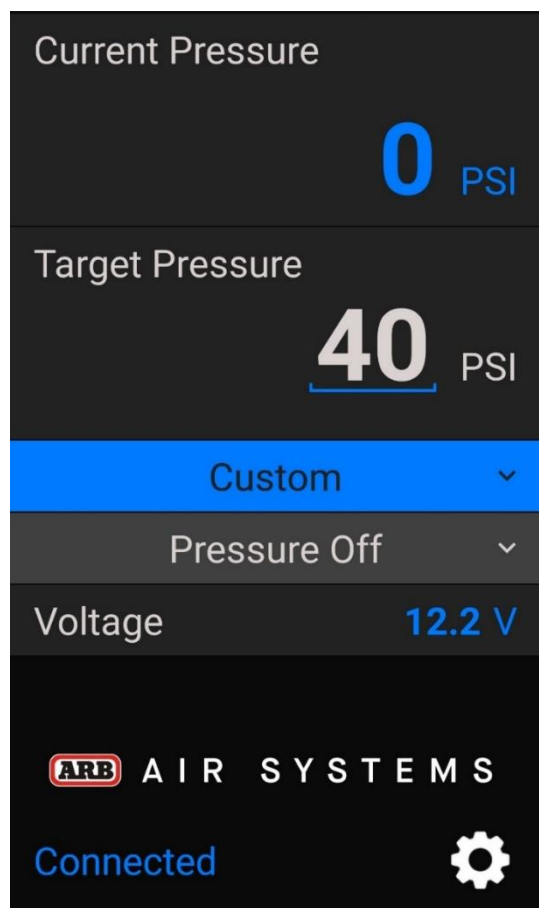 Current Pressure
0 PSI
Target Pressure
40 PSI
Custom
Pressure Off
Voltage 12.2 V
ARB AIR SYSTEMS
Connected